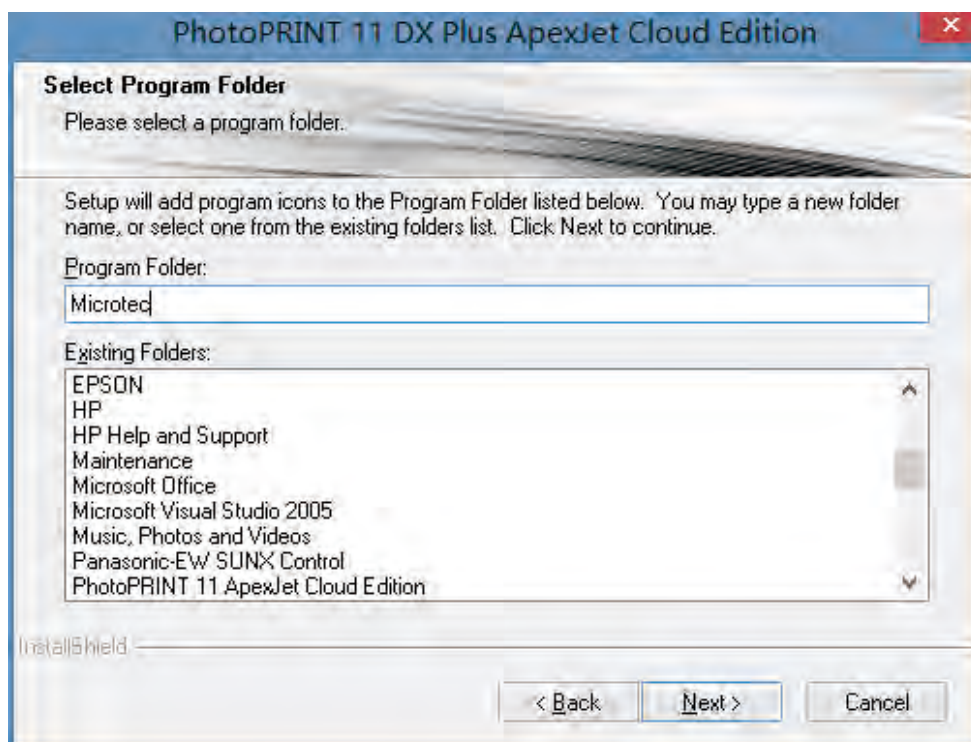 PhotoPRINT 11 DX Plus ApexJet Cloud Edition
Select Program Folder
Please select a program folder.
Setup will add program icons to the Program Folder listed below. You may type a new folder
name, or select one from the existing folders list. Click Next to continue.
Program Folder:
Microtec
Existing Folders:
EPSON
HP
HP Help and Support
Maintenance
Microsoft Office
Microsoft Visual Studio 2005
Music, Photos and Videos
Panasonic-EW SUNX Control
PhotoPRINT 11 ApexJet Cloud Edition
InstallShield
< Back Next > Cancel